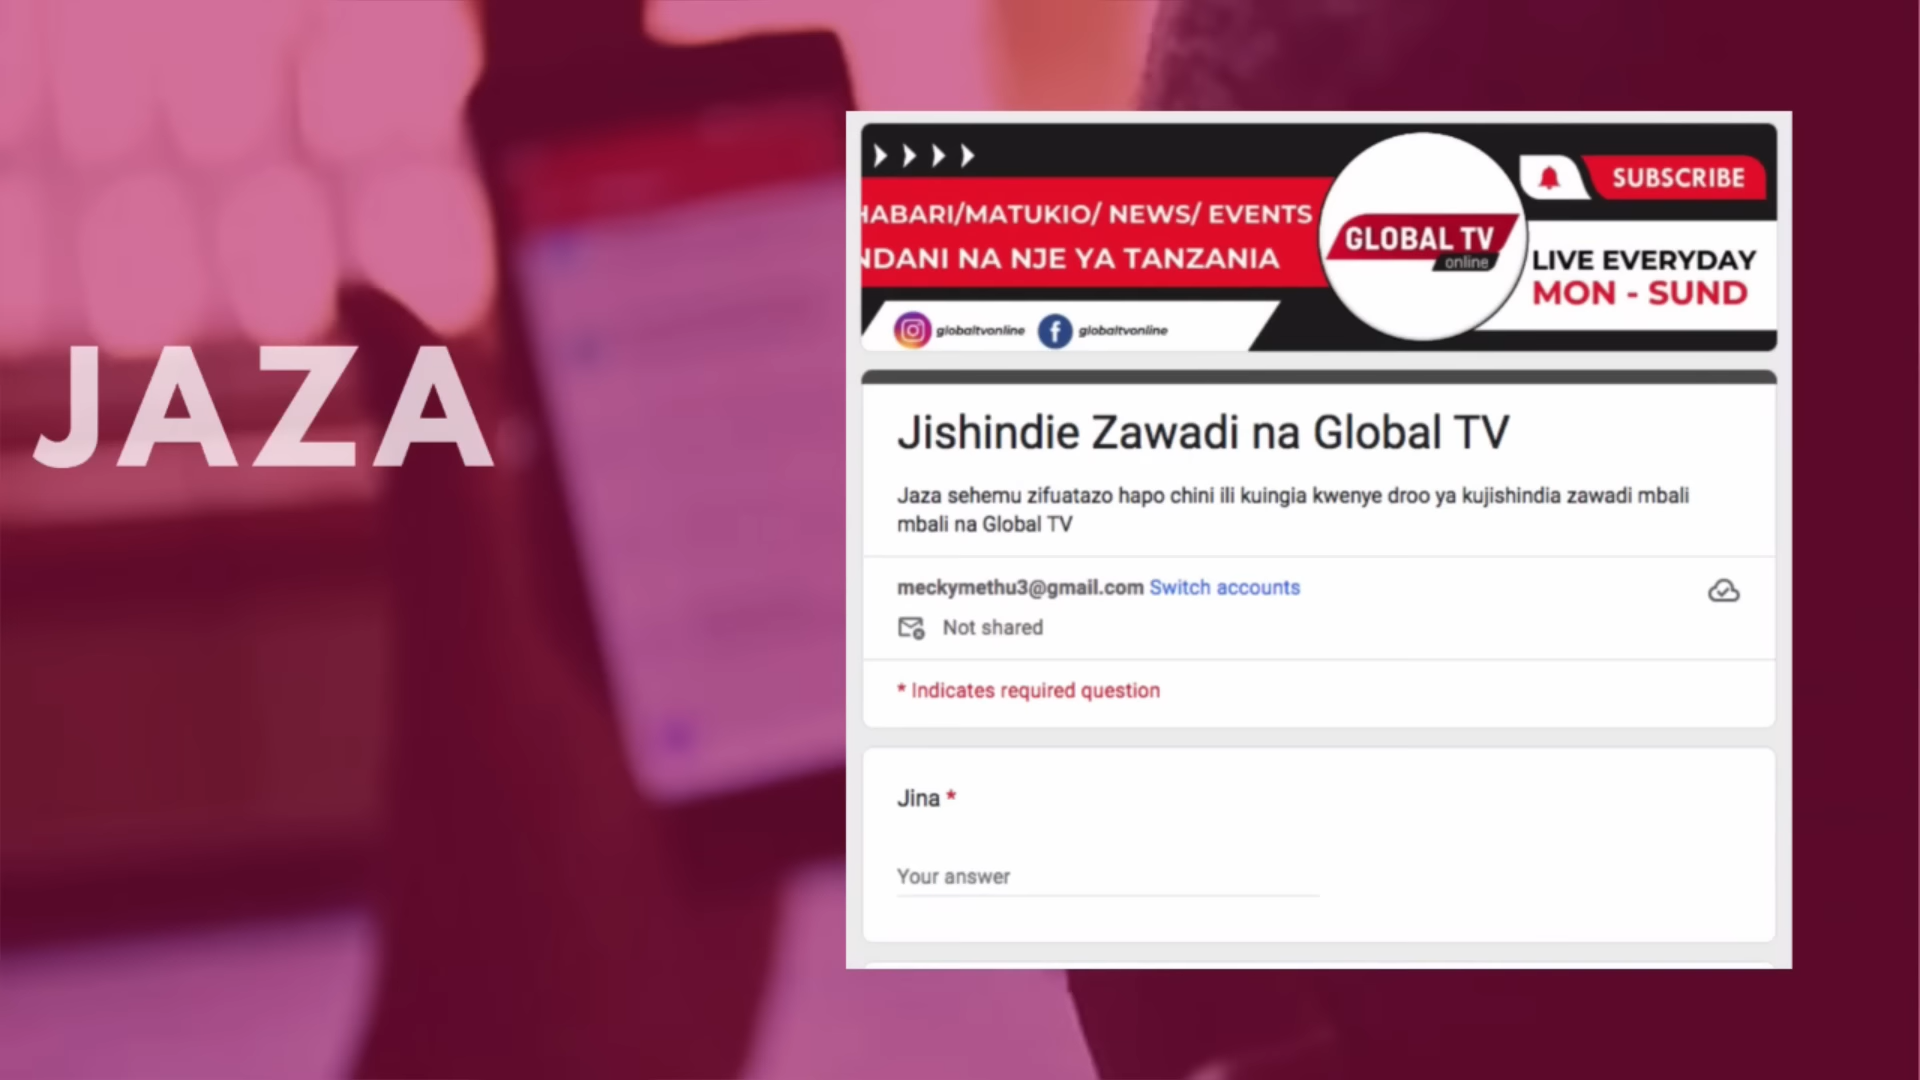 JAZA
HABARI/MATUKIO/ NEWS/ EVENTS
NDANI NA NJE YA TANZANIA
globaltvonline
globaltvonline
GLOBAL TV
online
SUBSCRIBE
LIVE EVERYDAY
MON - SUND
Jishindie Zawadi na Global TV
Jaza sehemu zifuatazo hapo chini ili kuingia kwenye droo ya kujishindia zawadi mbali
mbali na Global TV
meckymethu3@gmail.com Switch accounts
Not shared
* Indicates required question
Jina *
Your answer